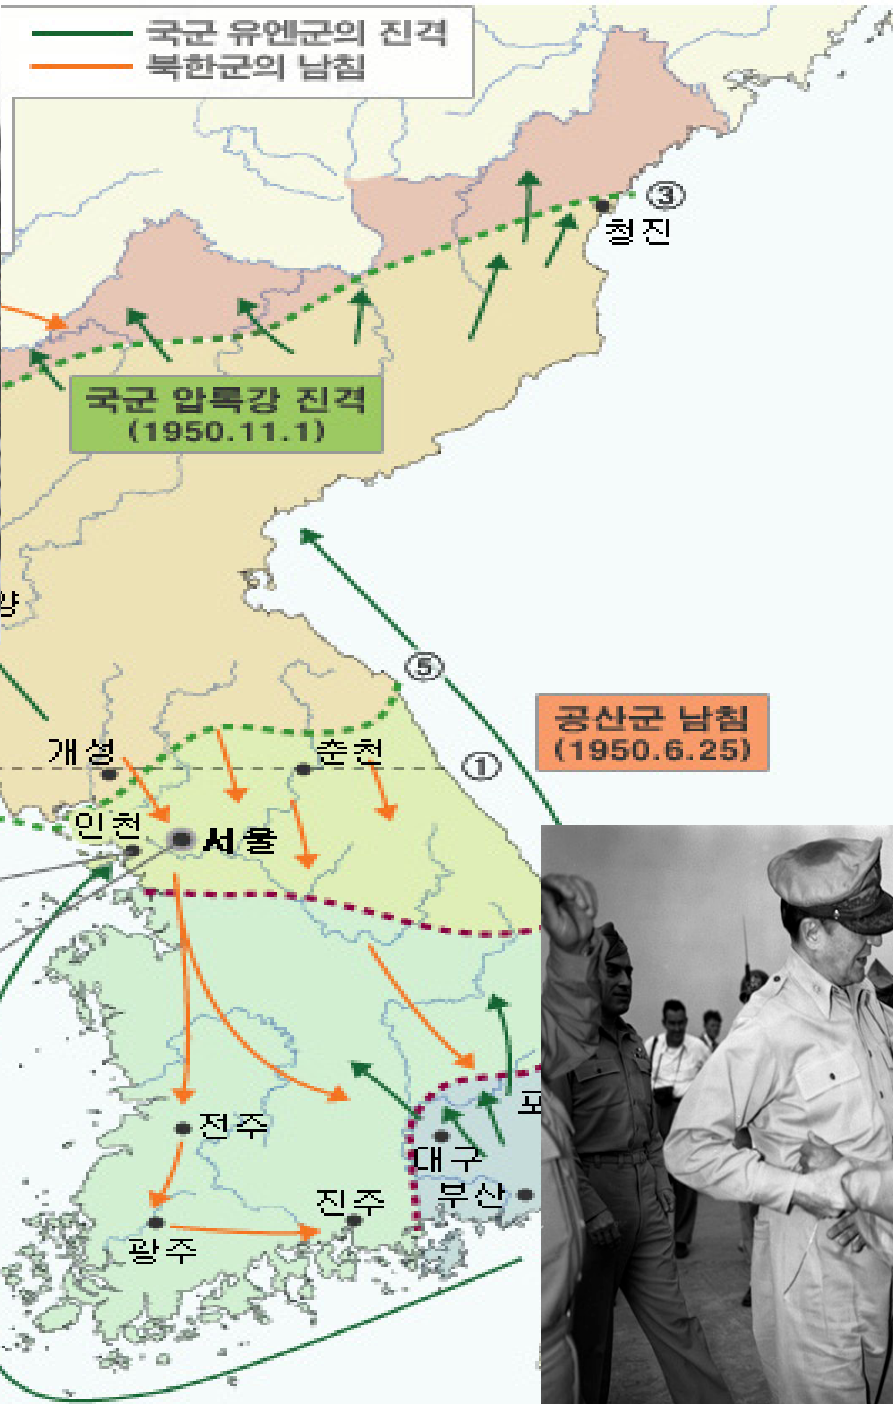 국군 유엔군의 진격
북한군의 남침
③
청진
국군 압록강 진격
(1950.11.1)
양
⑤
공산군 남침
(1950.6.25)
개성
춘천
①
인천
서울
전주
포
대구
진주
부산
광주